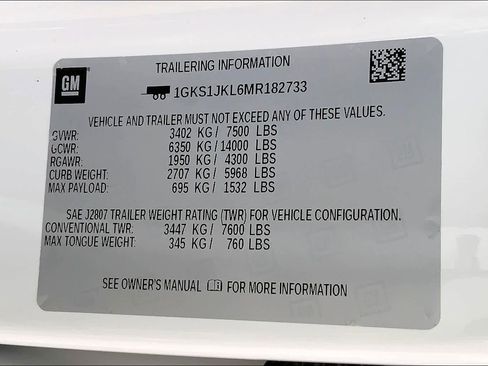 GM
TRAILERING INFORMATION
1GKS1JKL6MR182733
VEHICLE AND TRAILER MUST NOT EXCEED ANY OF THESE VALUES.
GVWR: 3402 KG/ 7500 LBS
GCWR: 6350 KG/14000 LBS
RGAWR: 1950 KG/ 4300 LBS
CURB WEIGHT: 2707 KG/ 5968 LBS
MAX PAYLOAD: 695 KG/ 1532 LBS
SAE J2807 TRAILER WEIGHT RATING (TWR) FOR VEHICLE CONFIGURATION.
CONVENTIONAL TWR: 3447 KG/ 7600 LBS
MAX TONGUE WEIGHT: 345 KG/ 760 LBS
SEE OWNER'S MANUAL FOR MORE INFORMATION